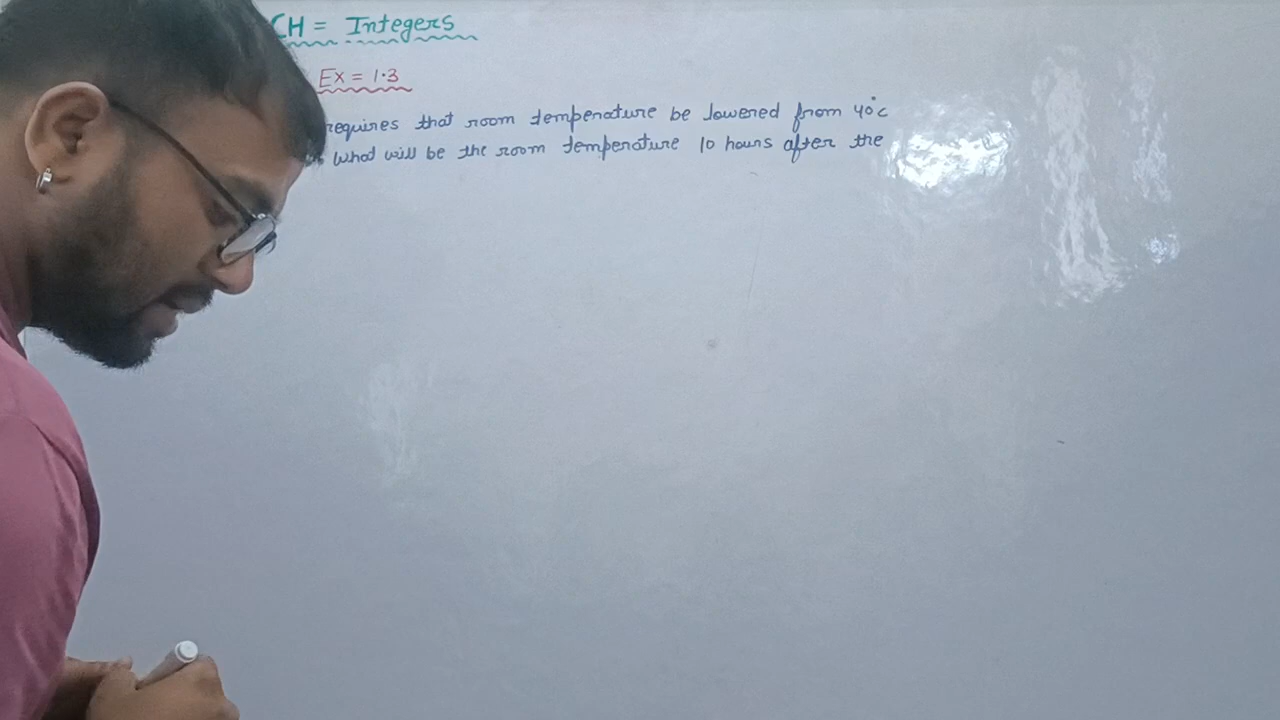 CH = Integers
Ex = 1.3
requires that room temperature be lowered from 40°c
What will be the room temperature 10 hours after the